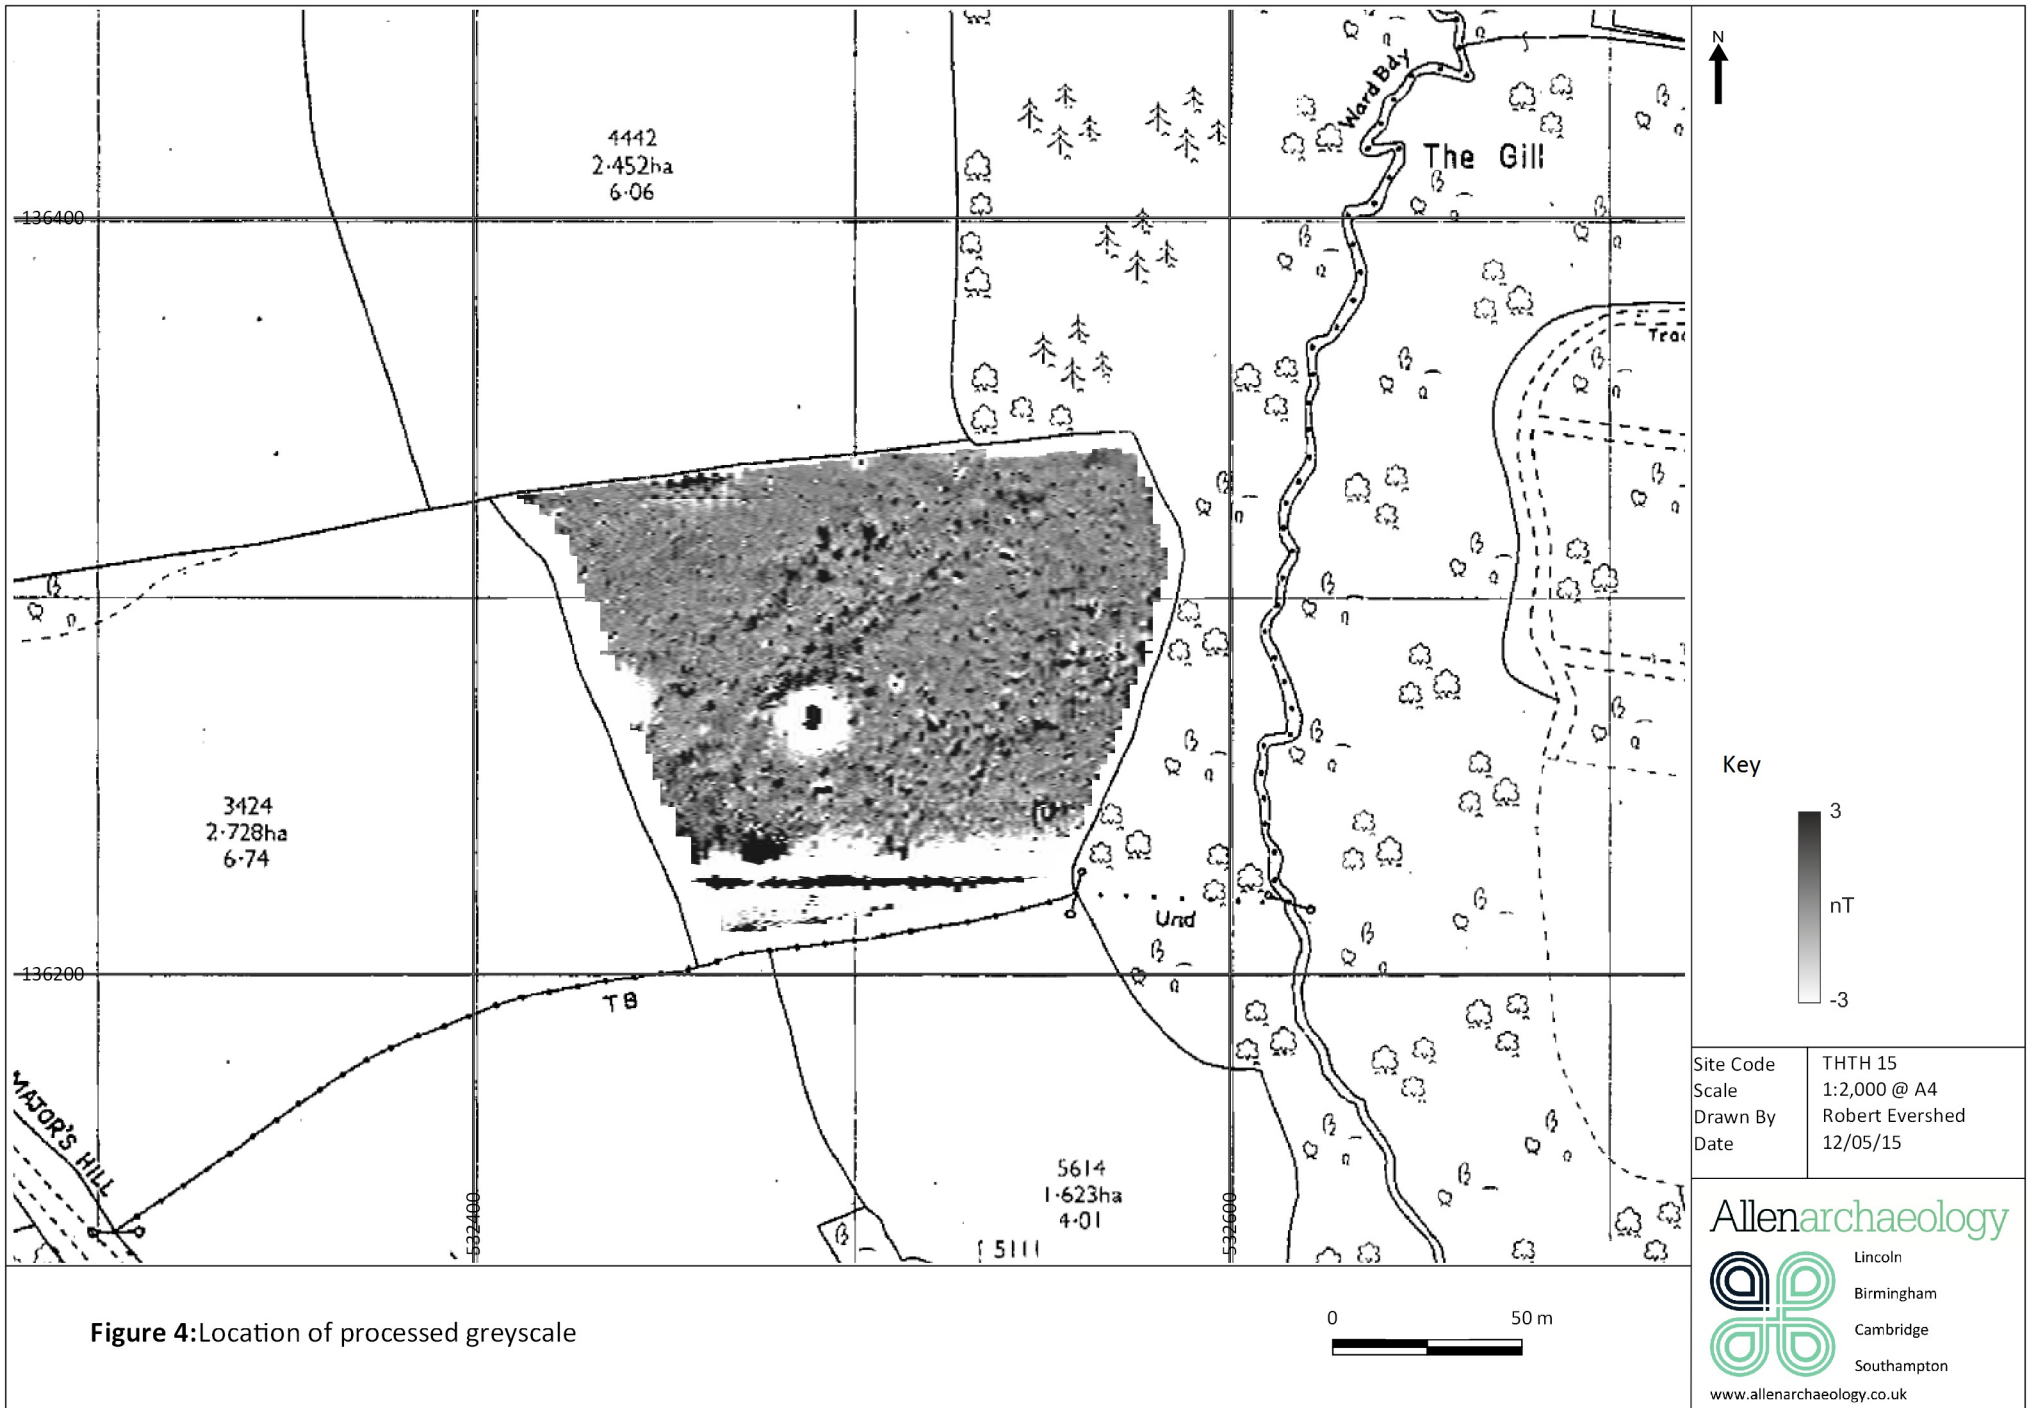 N
Ward Bdy
4442
2·452ha
6·06
The Gill
136400
Trac
3424
2·728ha
6·74
Und
136200
TB
MAJOR'S HILL
532400
532600
5614
1·623ha
4·01
5111
Key
3
nT
-3
Site Code THTH 15
Scale 1:2,000 @ A4
Drawn By Robert Evershed
Date 12/05/15
Allenarchaeology
Lincoln
Birmingham
Cambridge
Southampton
www.allenarchaeology.co.uk
Figure 4:Location of processed greyscale
0 50 m